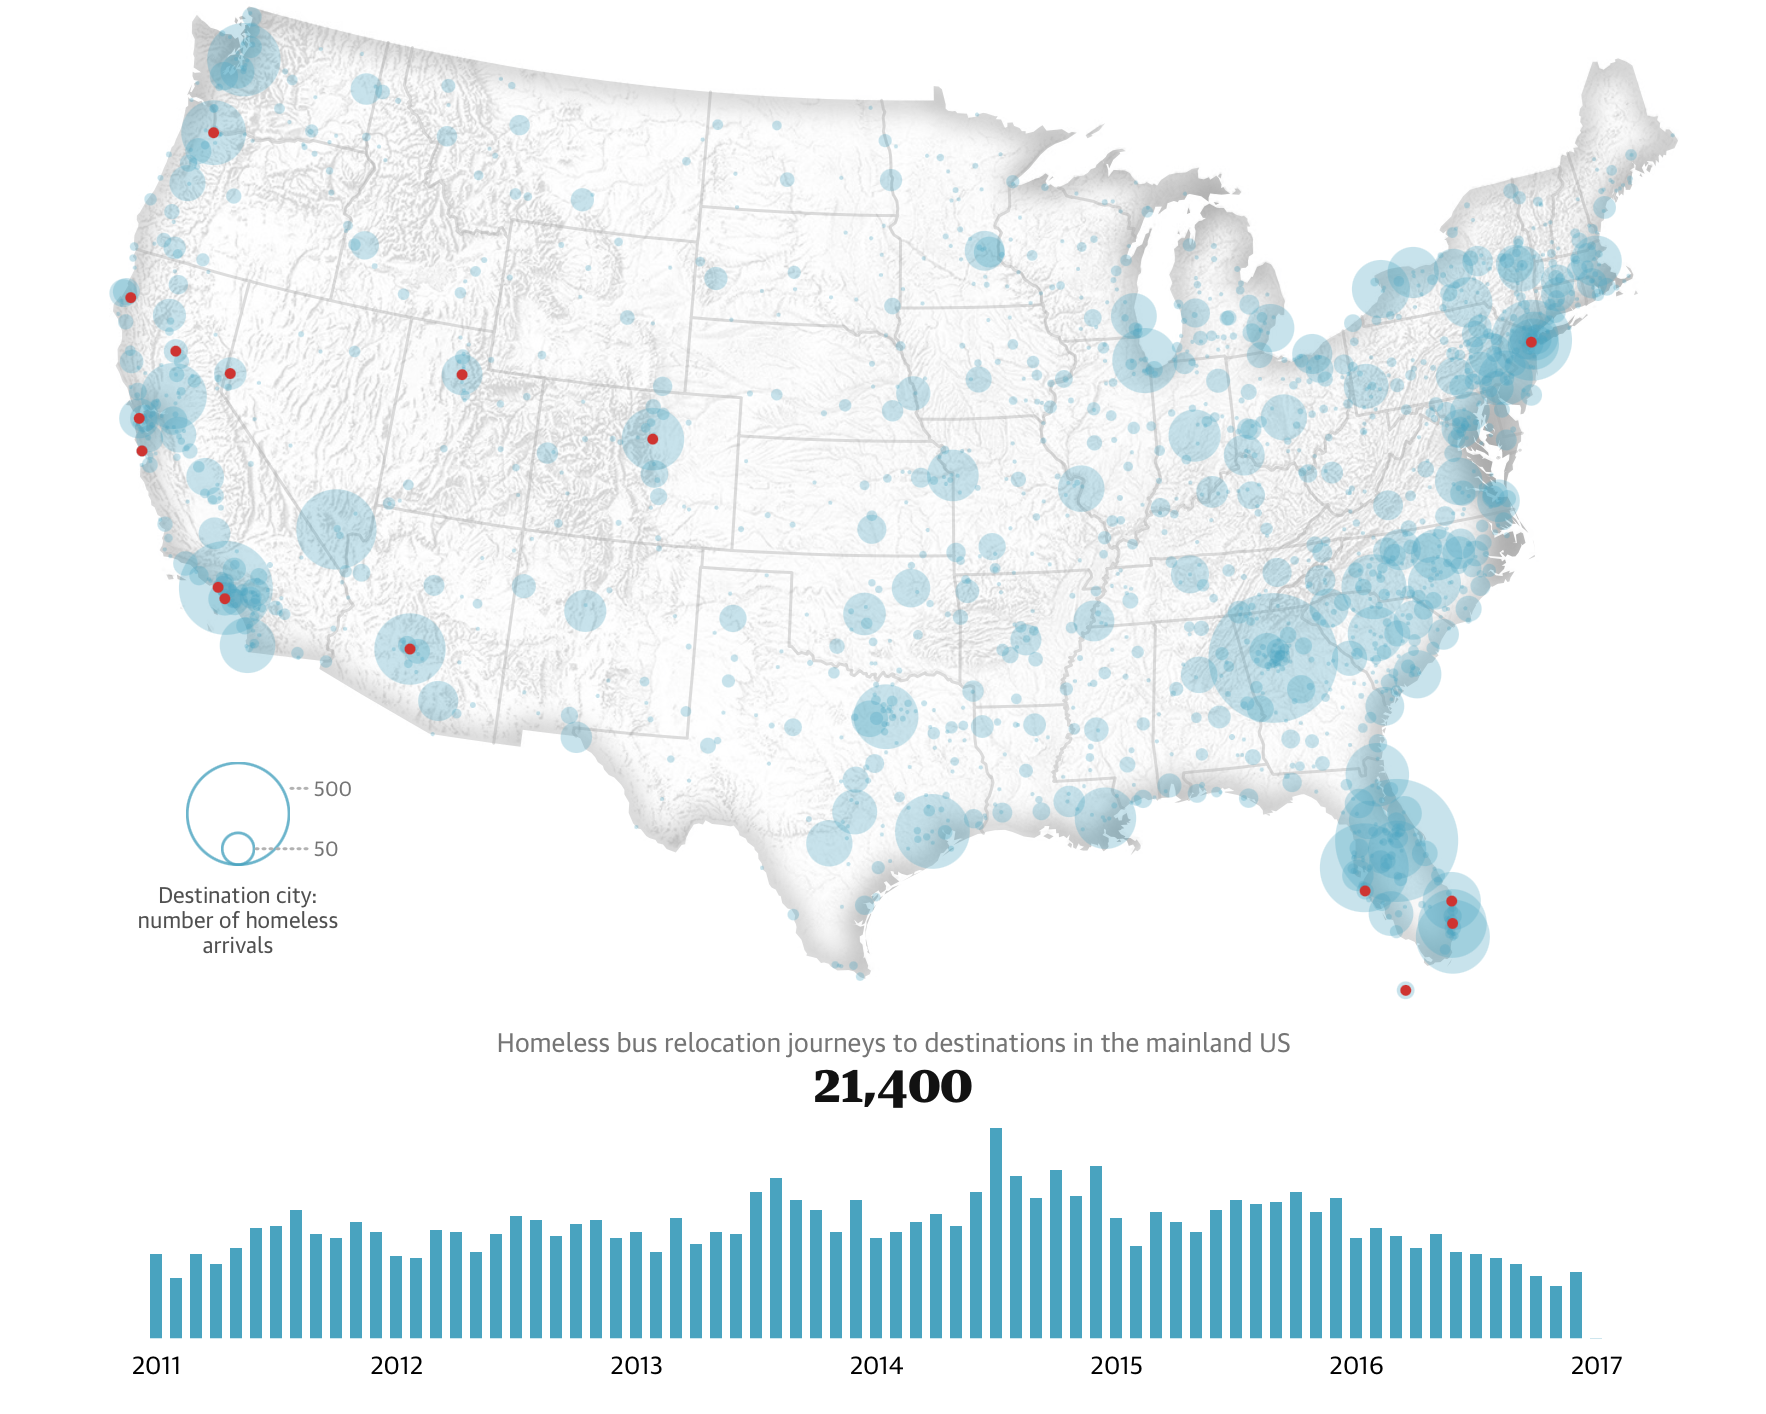 500
50
Destination city:
number of homeless
arrivals
Homeless bus relocation journeys to destinations in the mainland US
21,400
2011 2012 2013 2014 2015 2016 2017